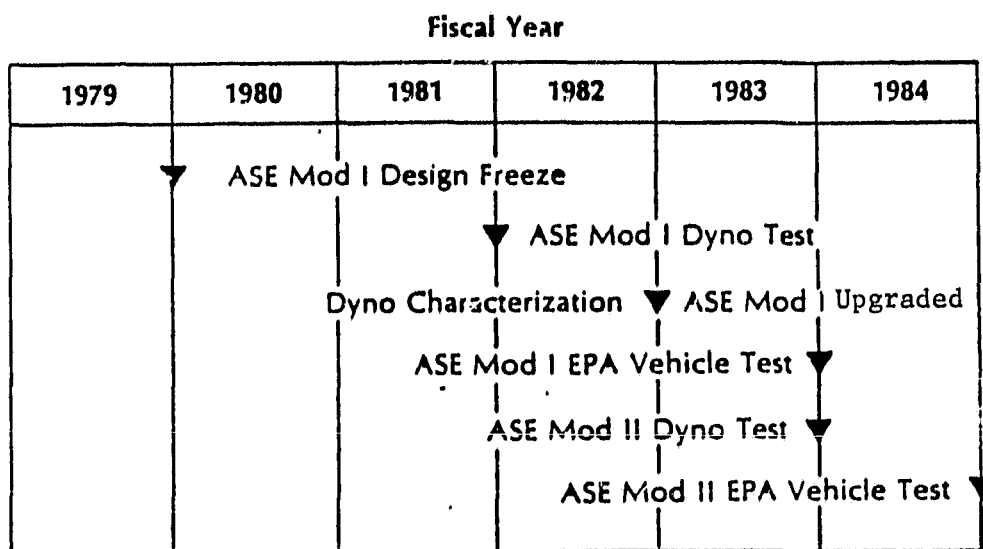 Fiscal Year
1979 1980 1981 1982 1983 1984
ASE Mod I Design Freeze
ASE Mod I Dyno Test
Dyno Characterization ASE Mod I Upgraded
ASE Mod I EPA Vehicle Test
ASE Mod II Dyno Test
ASE Mod II EPA Vehicle Test